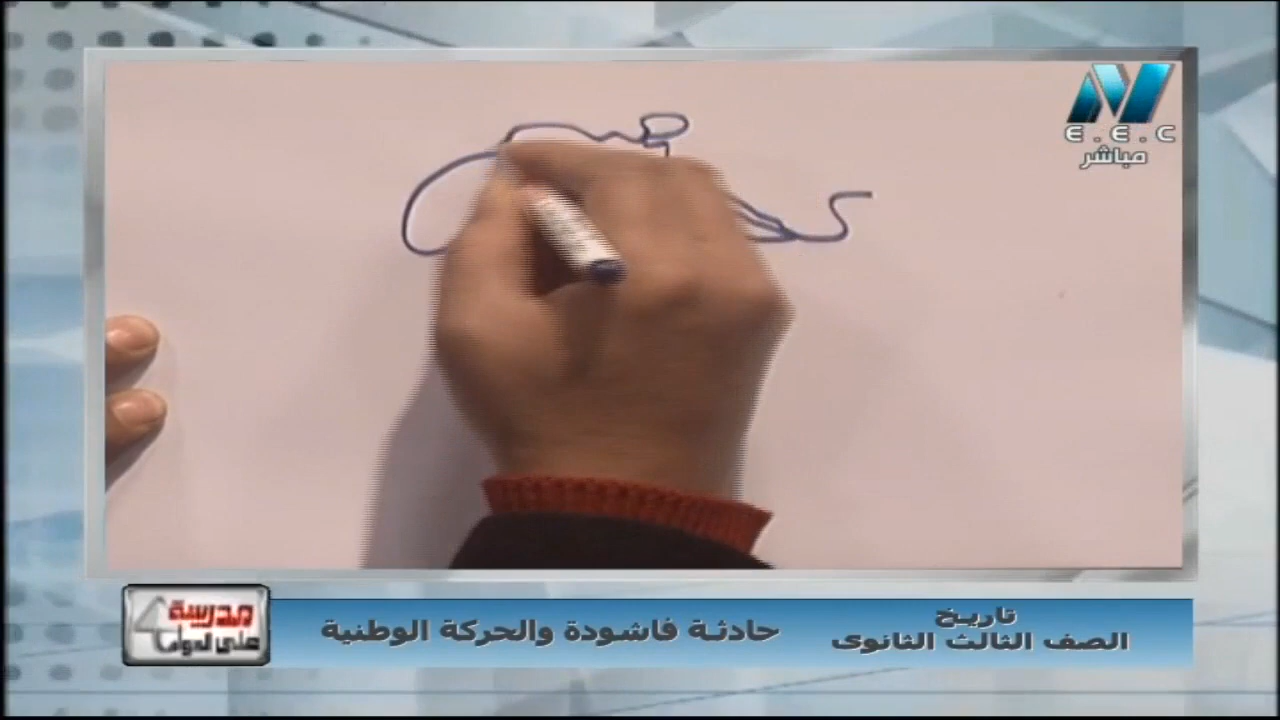 E.E.C
مباشر
تاريخ
الصف الثالث الثانوى
حادثة فاشودة والحركة الوطنية
مدرسة
على الهواء